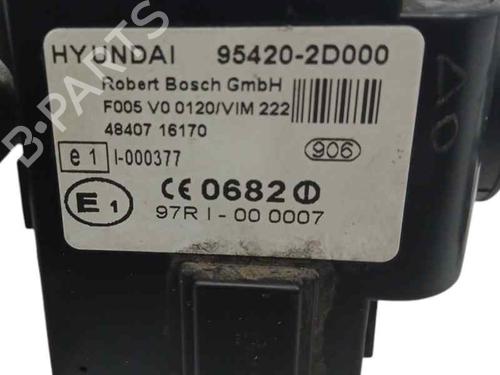 HYUNDAI 95420-2D000
Robert Bosch GmbH
F005 V0 0120/VIM 222
48407 16170
906
e 1 I-000377
CE 0682
E 1
97R I-00 0007
B-PARTS